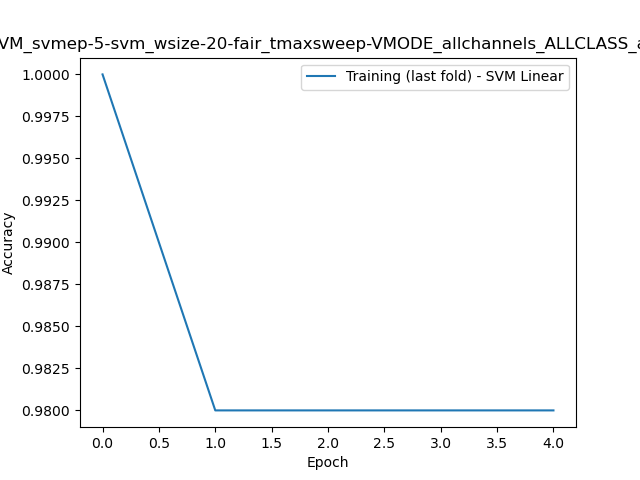 VM_svmep-5-svm_wsize-20-fair_tmaxsweep-VMODE_allchannels_ALLCLASS_a
Training (last fold) - SVM Linear
1.0000
0.9975
0.9950
0.9925
0.9900
0.9875
0.9850
0.9825
0.9800
Accuracy
0.0 0.5 1.0 1.5 2.0 2.5 3.0 3.5 4.0
Epoch